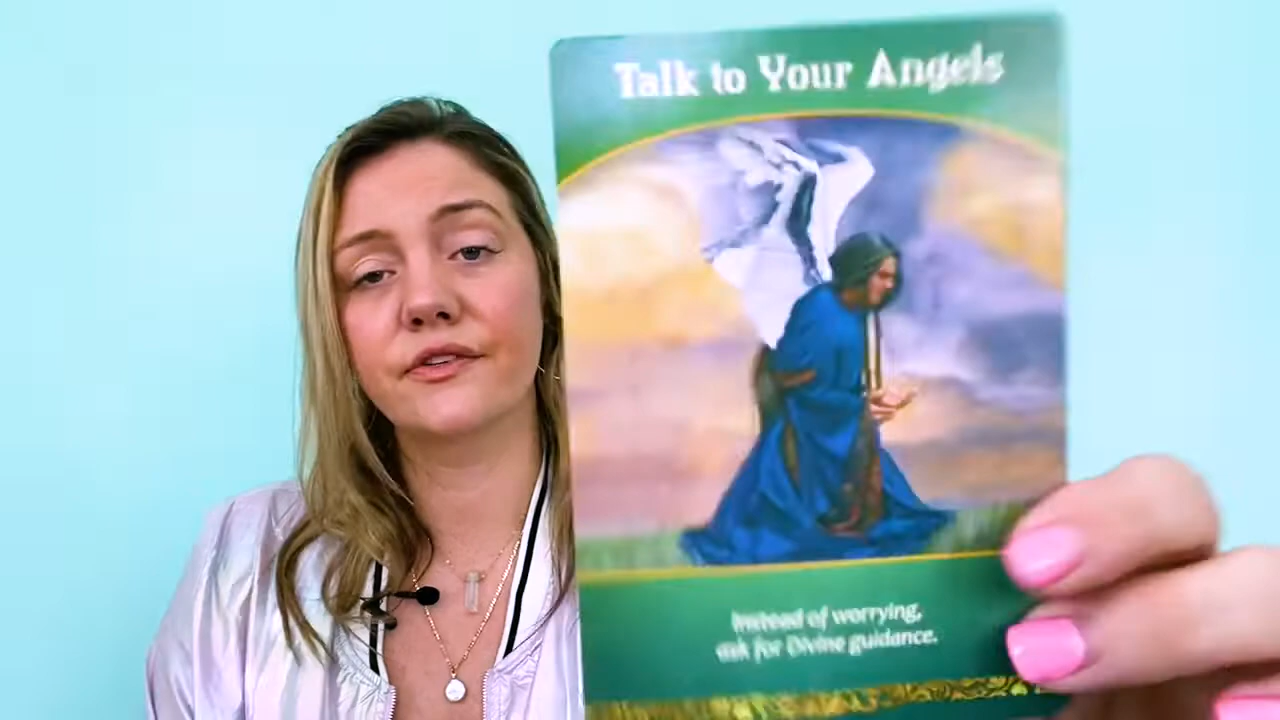 Talk to Your Angels
Instead of worrying,
ask for Divine guidance.